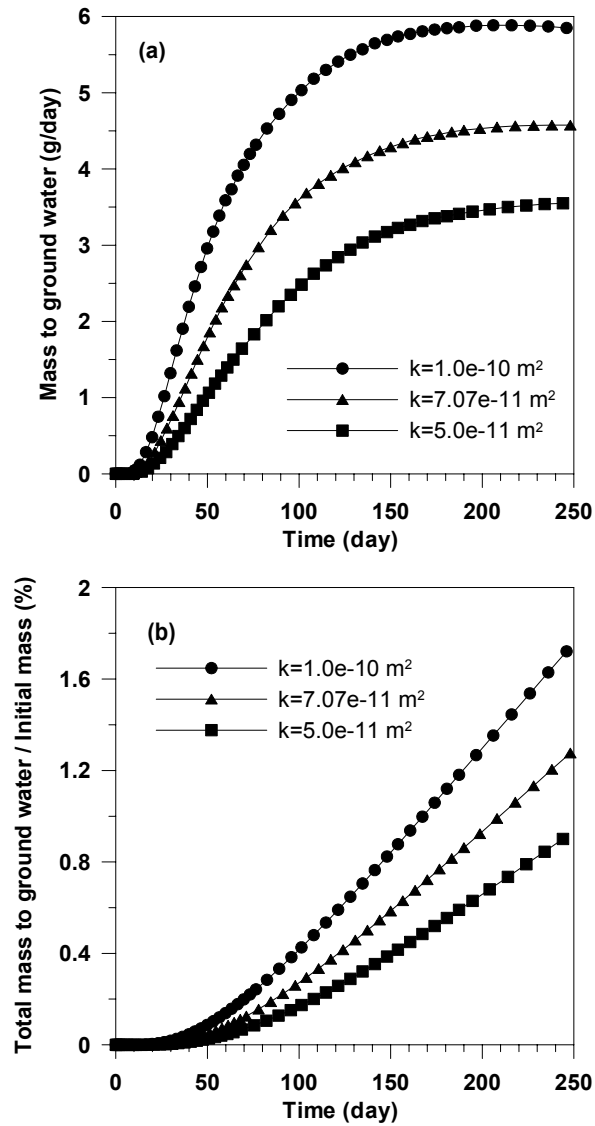 6
5
4
3
2
1
0
Mass to ground water (g/day)
(a)
k=1.0e-10 m²
k=7.07e-11 m²
k=5.0e-11 m²
0 50 100 150 200 250
Time (day)
2
1.6
1.2
0.8
0.4
0
Total mass to ground water / Initial mass (%)
(b)
k=1.0e-10 m²
k=7.07e-11 m²
k=5.0e-11 m²
0 50 100 150 200 250
Time (day)